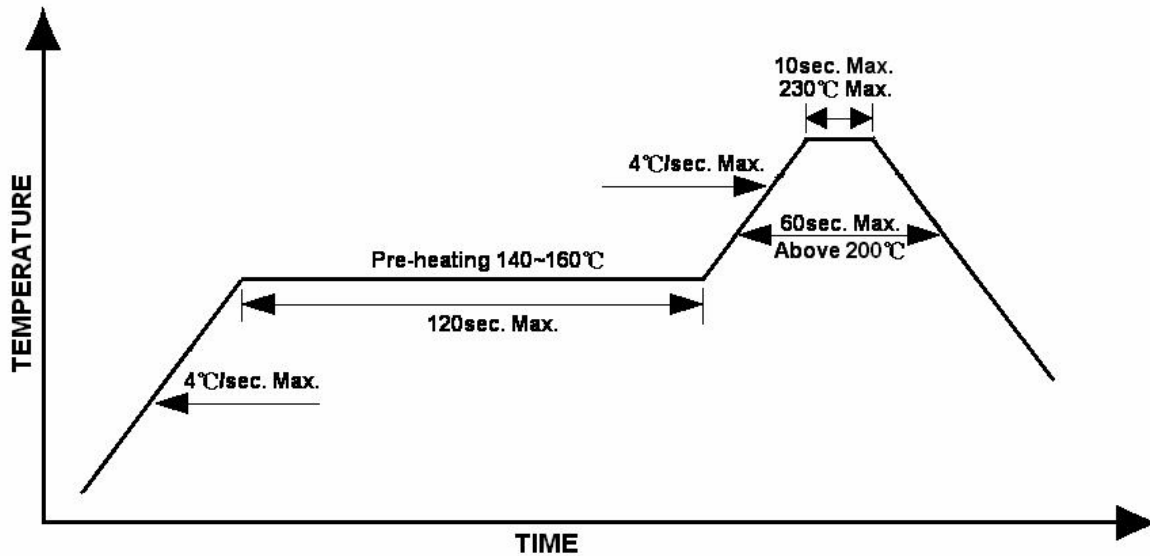 10sec. Max.
230℃ Max.
4℃/sec. Max.
60sec. Max.
Above 200℃
Pre-heating 140~160℃
120sec. Max.
4℃/sec. Max.
TEMPERATURE
TIME